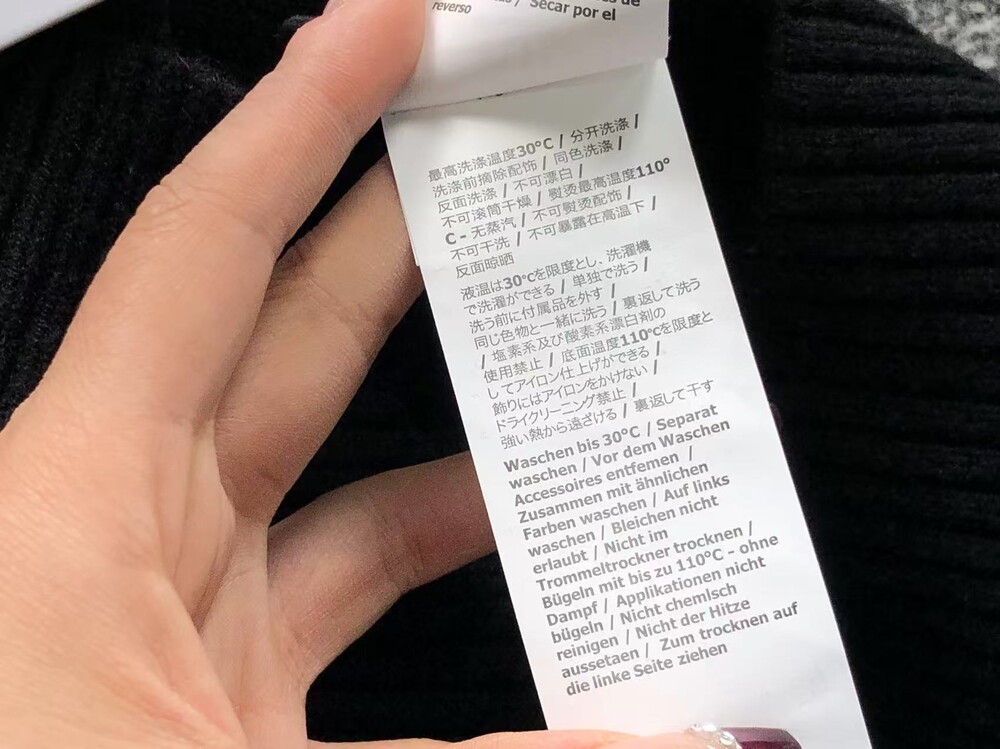 de
/ Secar por el
reverso
最高洗涤温度30°C / 分开洗涤 /
洗涤前摘除配饰 / 同色洗涤 /
反面洗涤 / 不可漂白 /
不可滚筒干燥 / 熨烫最高温度110°
C - 无蒸汽 / 不可熨烫配饰 /
不可干洗 / 不可暴露在高温下 /
反面晾晒
液温は30℃を限度とし、洗濯機
で洗濯ができる / 単独で洗う /
洗う前に付属品を外す /
同じ色物と一緒に洗う / 裏返して洗う
/ 塩素系及び酸素系漂白剤の
使用禁止 / 底面温度110℃を限度と
してアイロン仕上げができる /
飾りにはアイロンをかけない /
ドライクリーニング禁止 /
強い熱から遠ざける / 裏返して干す
Waschen bis 30°C / Separat
waschen / Vor dem Waschen
Accessoires entfemen /
Zusammen mit ähnlichen
Farben waschen / Auf links
waschen / Bleichen nicht
erlaubt / Nicht im
Trommeltrockner trocknen /
Bügeln mit bis zu 110°C – ohne
Dampf / Applikationen nicht
bügeln / Nicht chemlsch
reinigen / Nicht der Hitze
aussetaen / Zum trocknen auf
die linke Seite ziehen